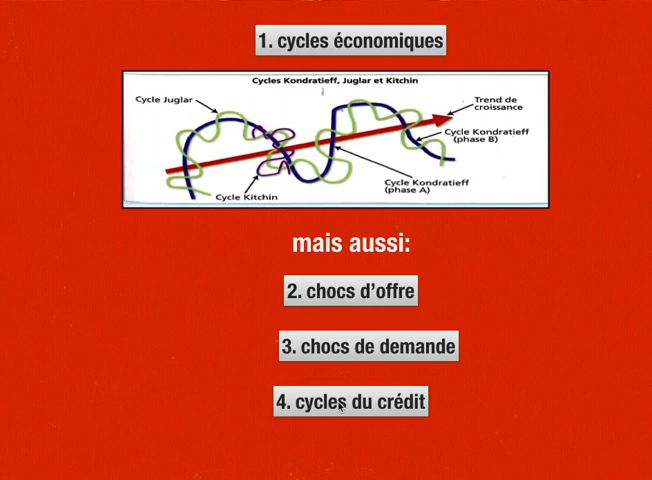 1. cycles économiques
Cycles Kondratieff, Juglar et Kitchin
Cycle Juglar
Trend de
croissance
Cycle Kondratieff
(phase B)
Cycle Kondratieff
(phase A)
Cycle Kitchin
mais aussi:
2. chocs d’offre
3. chocs de demande
4. cycles du crédit